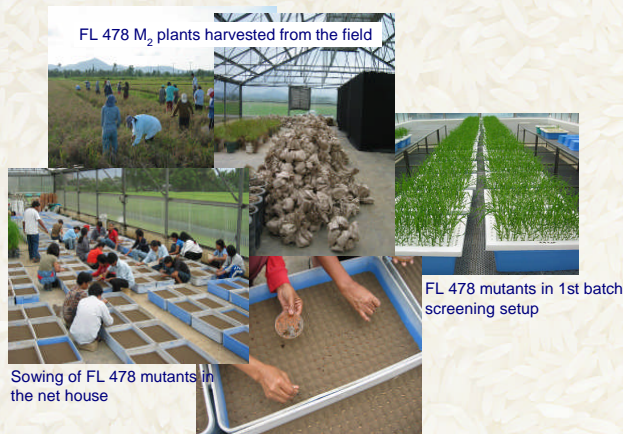 FL 478 M2 plants harvested from the field
FL 478 mutants in 1st batch
screening setup
Sowing of FL 478 mutants in
the net house